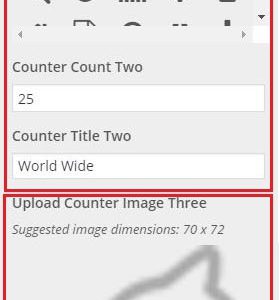 Counter Count Two
25
Counter Title Two
World Wide
Upload Counter Image Three
Suggested image dimensions: 70 x 72